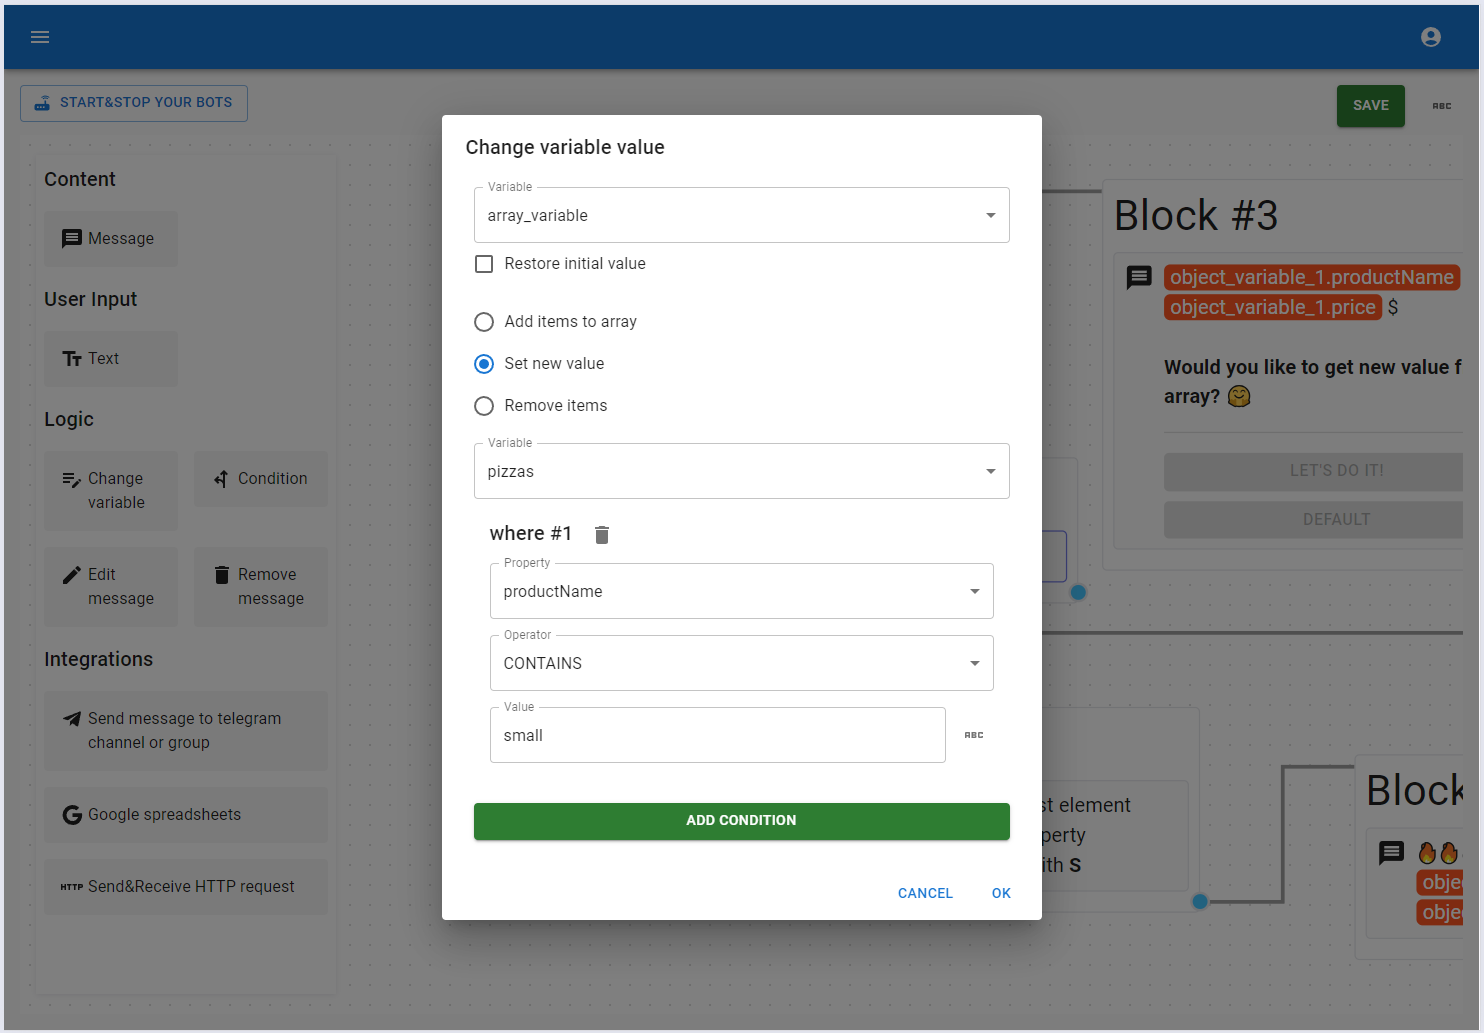 START&STOP YOUR BOTS
SAVE
ABC
Content
Message
User Input
Text
Logic
Change
variable
Condition
Edit
message
Remove
message
Integrations
Send message to telegram
channel or group
Google spreadsheets
HTTP Send&Receive HTTP request
Change variable value
Variable
array_variable
Restore initial value
Add items to array
Set new value
Remove items
Variable
pizzas
where #1
Property
productName
Operator
CONTAINS
Value
small
ABC
ADD CONDITION
CANCEL
OK
Block #3
object_variable_1.productName
object_variable_1.price $
Would you like to get new value f
array? 🤗
LET'S DO IT!
DEFAULT
st element
perty
ith S
Block
🔥🔥
objec
objec